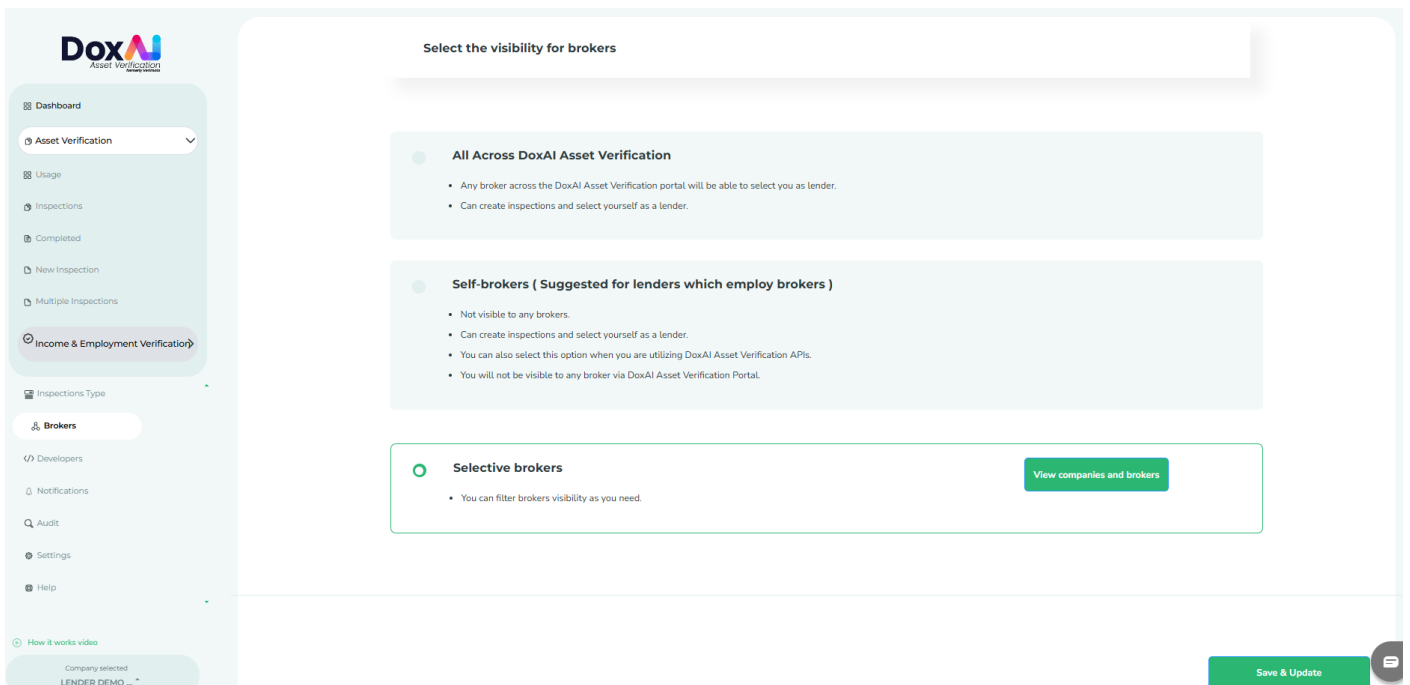 DoxAI
Asset Verification
formerly Verimoto
Dashboard
Asset Verification
Usage
Inspections
Completed
New Inspection
Multiple Inspections
Income & Employment Verification
Inspections Type
Brokers
Developers
Notifications
Audit
Settings
Help
How it works video
Company selected
LENDER DEMO ...
Select the visibility for brokers
All Across DoxAI Asset Verification
• Any broker across the DoxAI Asset Verification portal will be able to select you as lender.
• Can create inspections and select yourself as a lender.
Self-brokers ( Suggested for lenders which employ brokers )
• Not visible to any brokers.
• Can create inspections and select yourself as a lender.
• You can also select this option when you are utilizing DoxAI Asset Verification APIs.
• You will not be visible to any broker via DoxAI Asset Verification Portal.
Selective brokers
View companies and brokers
• You can filter brokers visibility as you need.
Save & Update